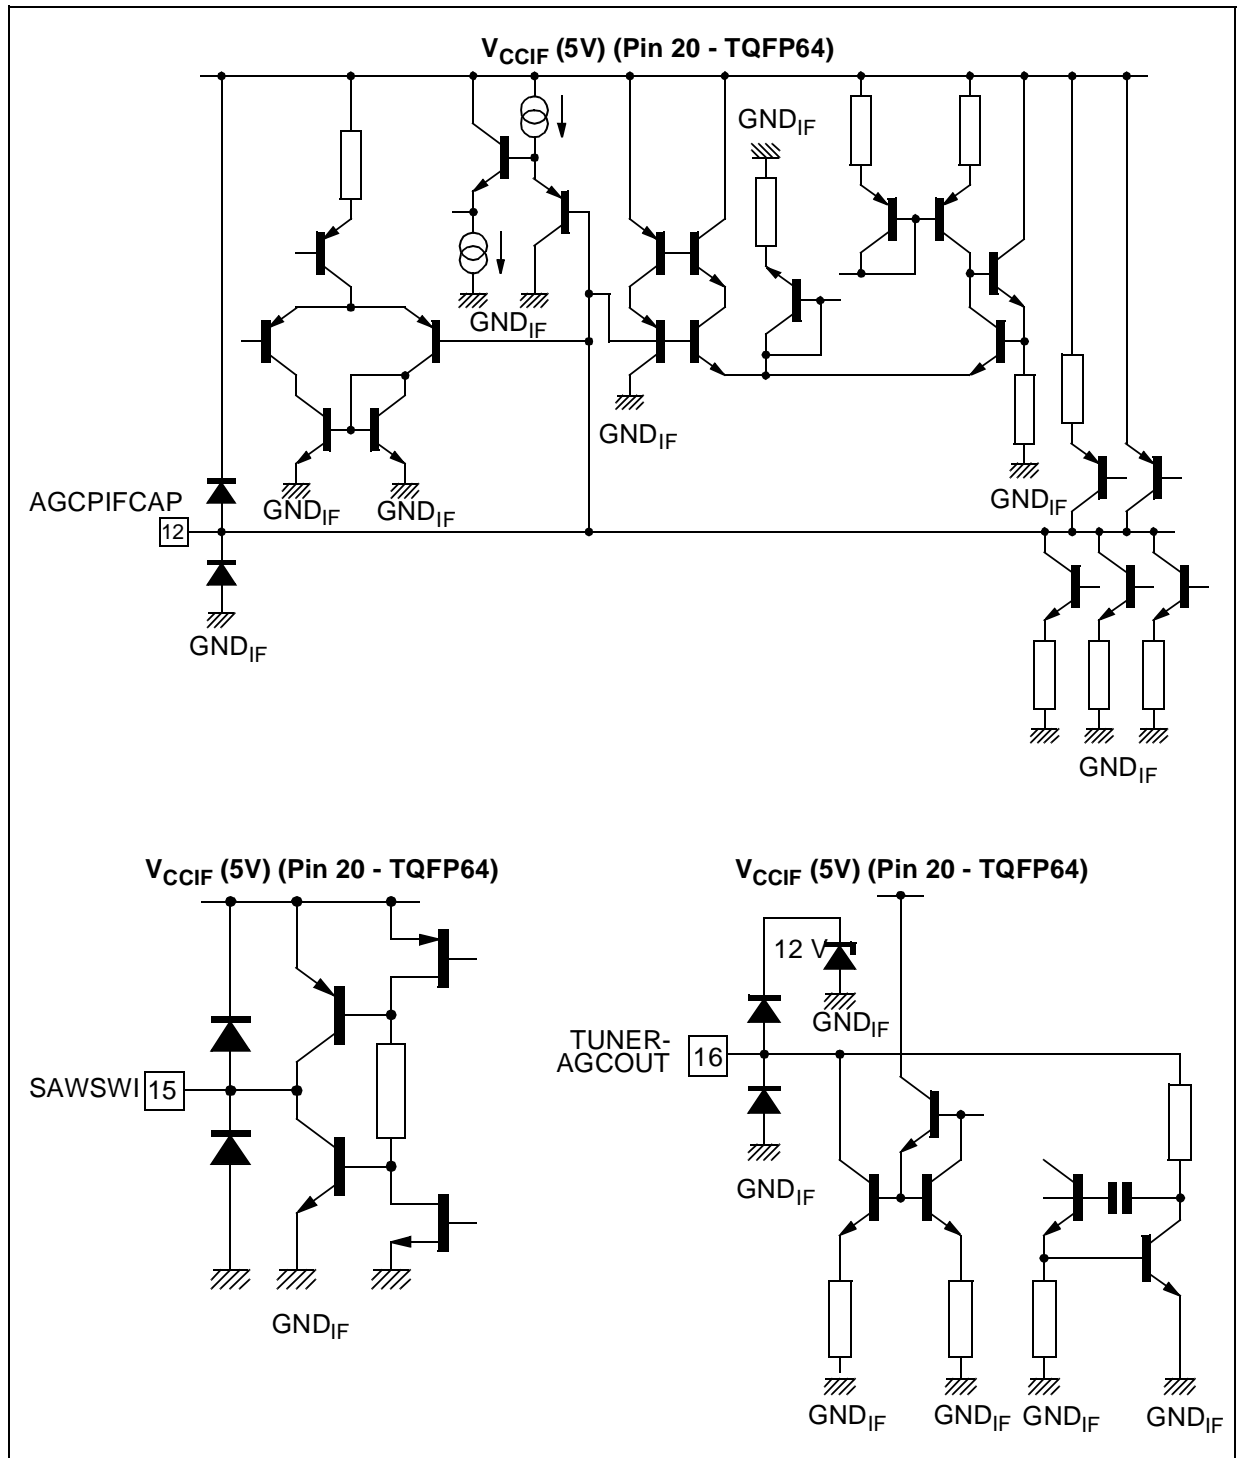 VCCIF (5V) (Pin 20 - TQFP64)
GNDIF
GNDIF
GNDIF
GNDIF
AGCPIFCAP
12
GNDIF
GNDIF
GNDIF
GNDIF
VCCIF (5V) (Pin 20 - TQFP64)
SAWSWI
15
GNDIF
VCCIF (5V) (Pin 20 - TQFP64)
12 V
GNDIF
TUNER-
AGCOUT
16
GNDIF
GNDIF
GNDIF
GNDIF
GNDIF